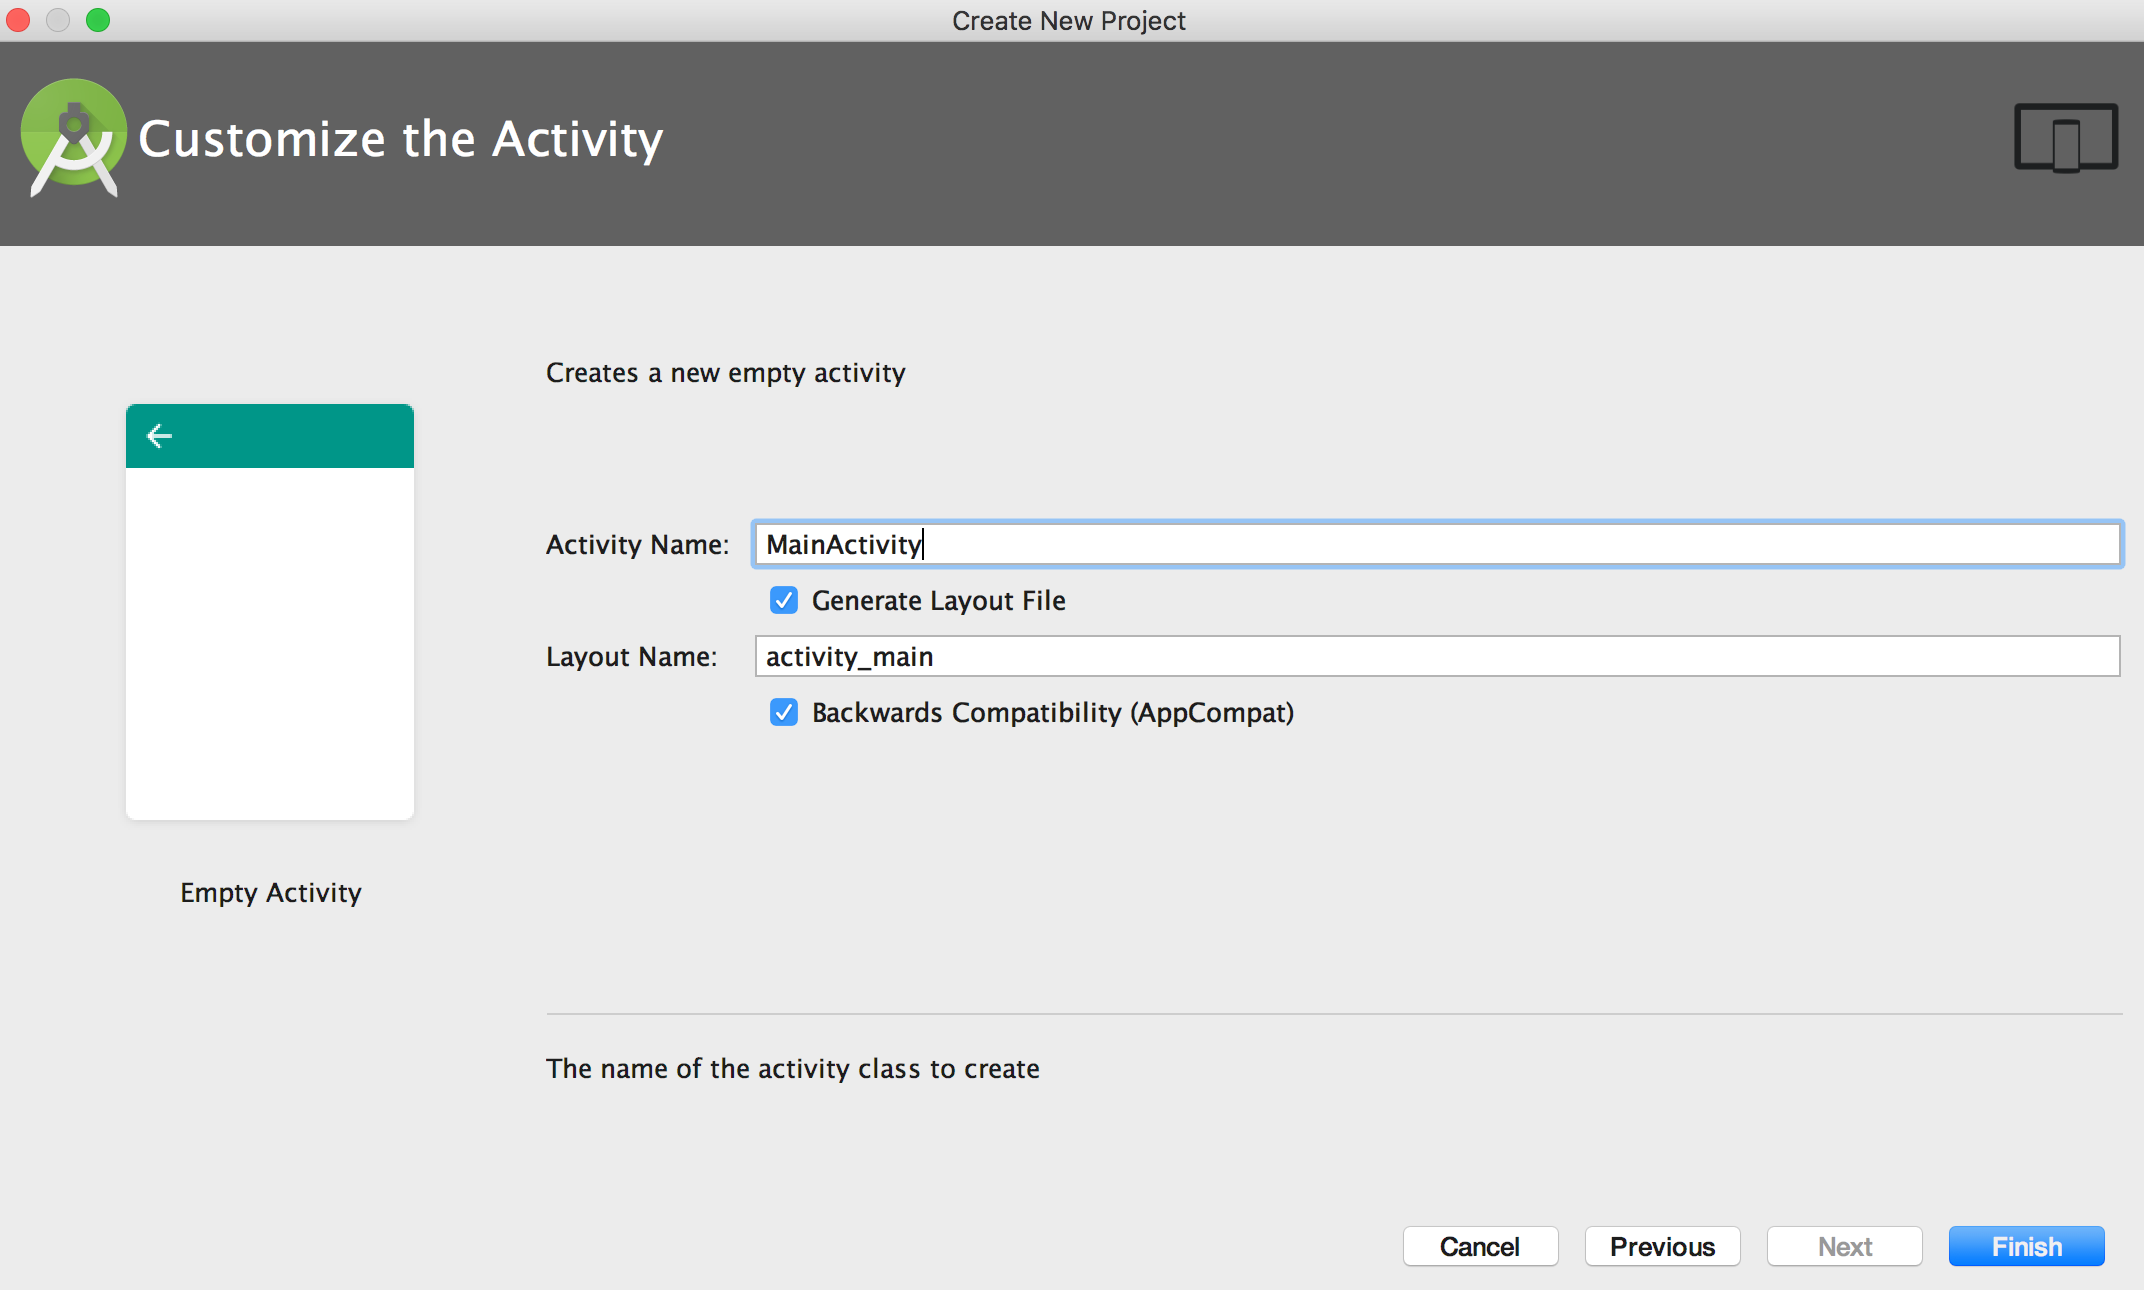 Create New Project
Customize the Activity
Creates a new empty activity
Activity Name: MainActivity
Generate Layout File
Layout Name: activity_main
Backwards Compatibility (AppCompat)
Empty Activity
The name of the activity class to create
Cancel Previous Next Finish